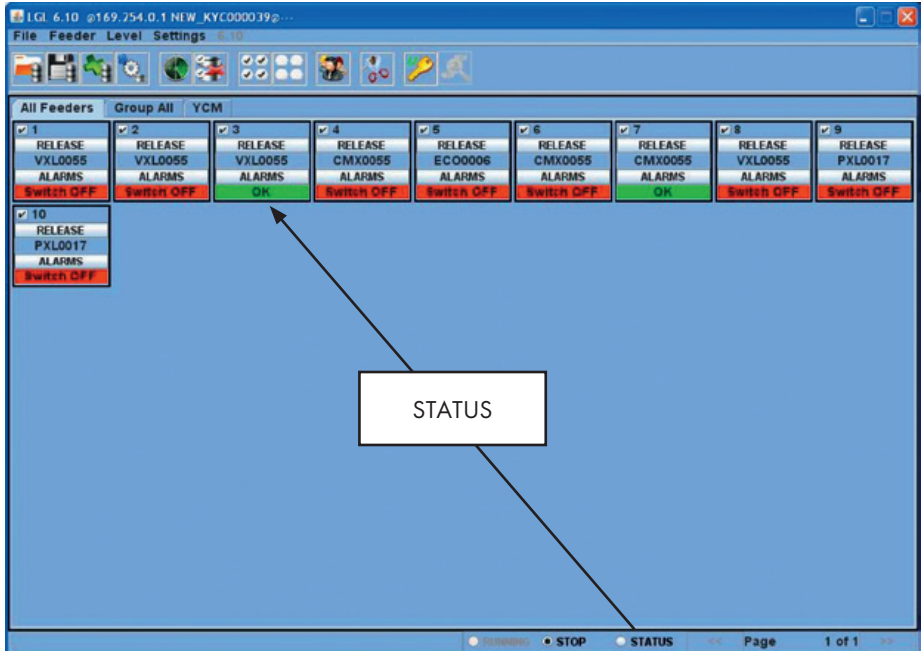 LGL 6.10 @169.254.0.1 NEW_KYC000039@...
File Feeder Level Settings 6.10
All Feeders Group All YCM
1 2 3 4 5 6 7 8 9
RELEASE RELEASE RELEASE RELEASE RELEASE RELEASE RELEASE RELEASE RELEASE
VXL0055 VXL0055 VXL0055 CMX0055 ECO0006 CMX0055 CMX0055 VXL0055 PXL0017
ALARMS ALARMS ALARMS ALARMS ALARMS ALARMS ALARMS ALARMS ALARMS
Switch OFF Switch OFF OK Switch OFF Switch OFF Switch OFF OK Switch OFF Switch OFF
10
RELEASE
PXL0017
ALARMS
Switch OFF
STATUS
RUNNING STOP STATUS << Page 1 of 1 >>